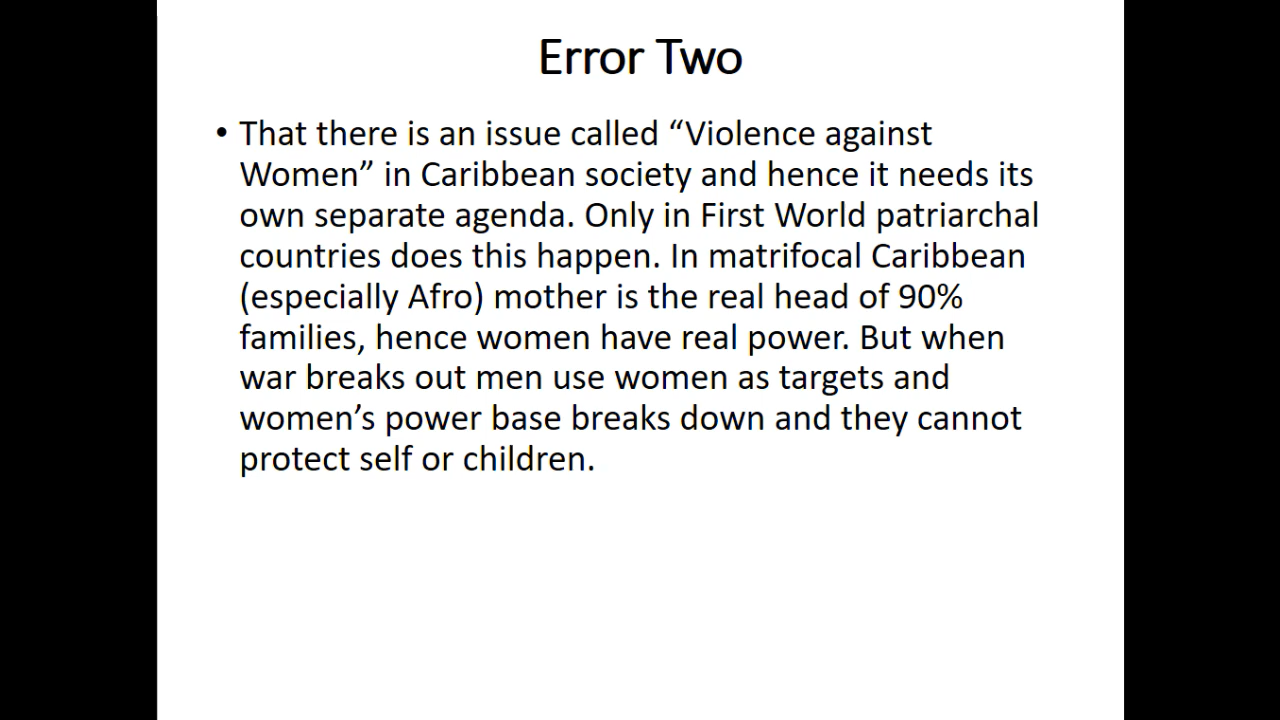 Error Two
• That there is an issue called “Violence against
Women” in Caribbean society and hence it needs its
own separate agenda. Only in First World patriarchal
countries does this happen. In matrifocal Caribbean
(especially Afro) mother is the real head of 90%
families, hence women have real power. But when
war breaks out men use women as targets and
women’s power base breaks down and they cannot
protect self or children.